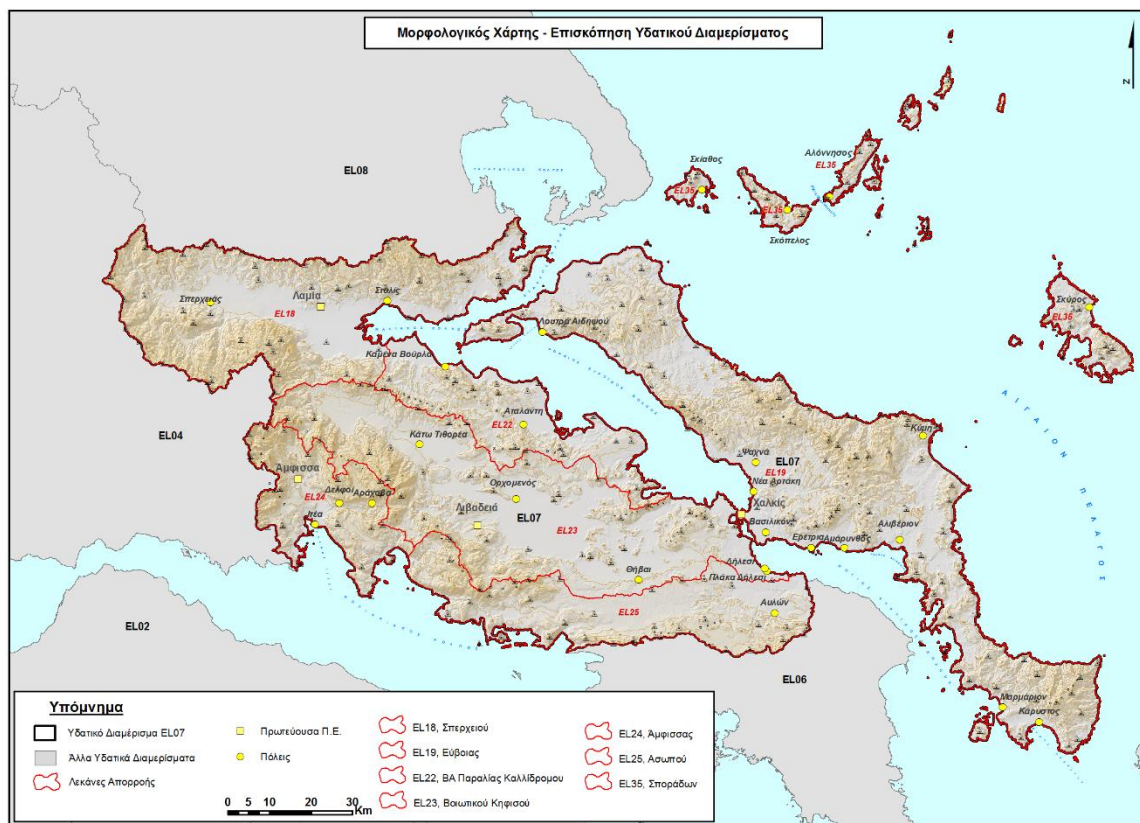 Μορφολογικός Χάρτης - Επισκόπηση Υδατικού Διαμερίσματος
N
EL08
Σκίαθος
EL35
Αλόννησος
EL35
EL35
Σκόπελος
Σκύρος
EL35
Σπερχειάς
Λαμία
EL18
Στυλίς
Λουτρά Αιδηψού
Καμένα Βούρλα
EL04
Αταλάντη
EL22
Κάτω Τιθορέα
Κύμη
Ψαχνά
EL07
EL19
Νέα Αρτάκη
Χαλκίς
Άμφισσα
Δελφοί
Αράχοβα
EL24
Ιτέα
Ορχομενός
Λιβαδειά
EL07
EL23
Βασιλικόν
Ερέτρια
Αμάρυνθος
Αλιβέριον
ΑΙΓΑΙΟΝ ΠΕΛΑΓΟΣ
Θήβαι
Δήλεσι
Πλάκα Δήλεσι
EL25
Αυλών
EL02
EL06
Μαρμάριον
Κάρυστος
Υπόμνημα
Υδατικό Διαμέρισμα EL07
Άλλα Υδατικά Διαμερίσματα
Λεκάνες Απορροής
Πρωτεύουσα Π.Ε.
Πόλεις
0 5 10 20 30
Km
EL18, Σπερχειού
EL19, Εύβοιας
EL22, ΒΑ Παραλίας Καλλίδρομου
EL23, Βοιωτικού Κηφισού
EL24, Άμφισσας
EL25, Ασωπού
EL35, Σποράδων